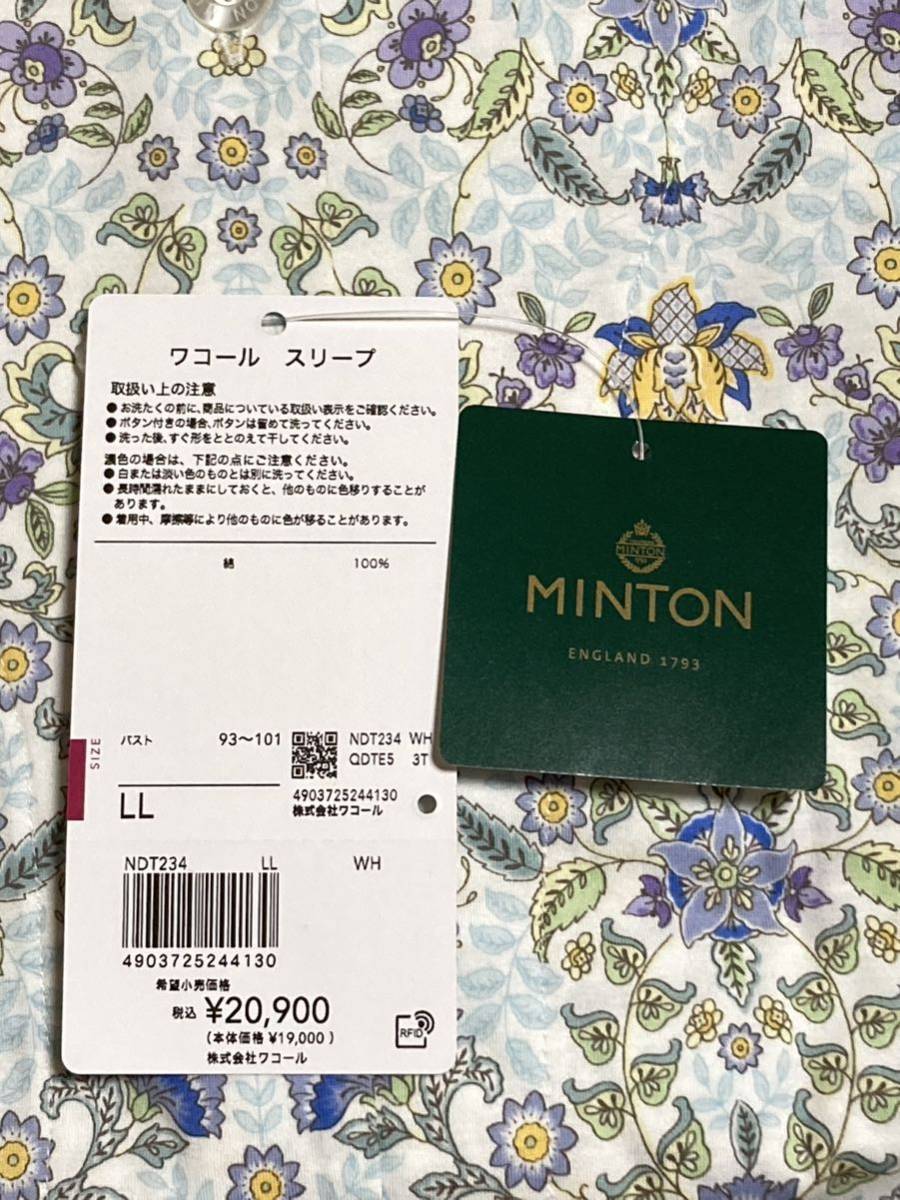 ワコール スリープ
取扱い上の注意
● お洗たくの前に、商品についている取扱い表示をご確認ください。
● ボタン付きの場合、ボタンは留めて洗ってください。
● 洗った後、すぐ形をととのえて干してください。
濃色の場合は、下記の点にご注意ください。
● 白または淡い色のものとは別に洗ってください。
● 長時間濡れたままにしておくと、他のものに色移りすることが
あります。
● 着用中、摩擦等により他のものに色が移ることがあります。
綿 100%
SIZE
バスト 93～101
LL
NDT234 WH
QDTE5 3T
4903725244130
株式会社ワコール
NDT234 LL WH
4903725244130
希望小売価格
税込 ¥20,900
(本体価格 ¥19,000 )
株式会社ワコール
RFID
MINTON
MINTON
ENGLAND 1793